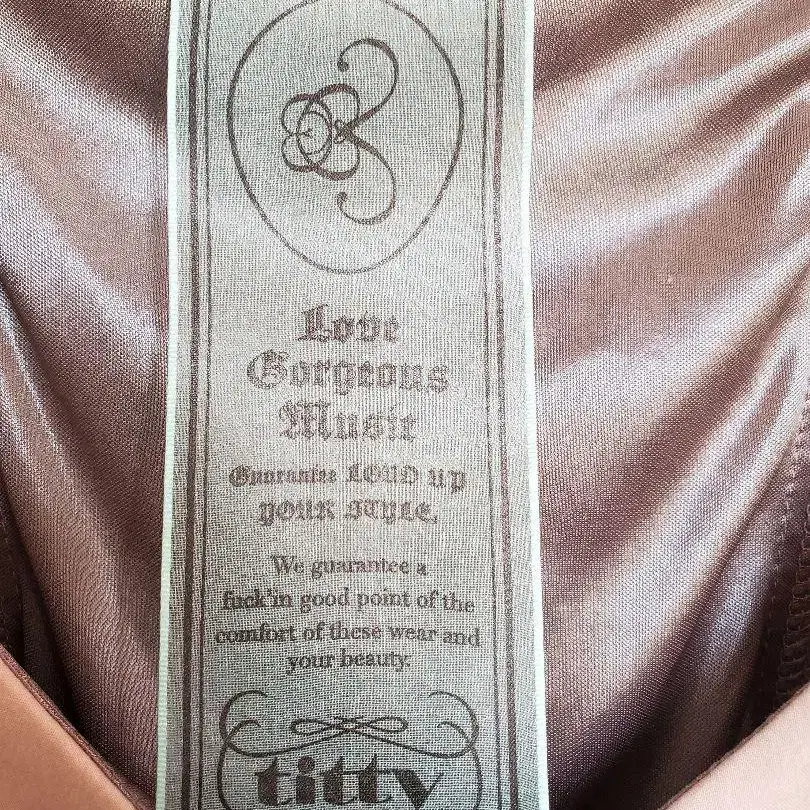 Love
Gorgeous
Music
Guarantee LOUD UP
YOUR STYLE.
We guarantee a
fuck'in good point of the
comfort of these wear and
your beauty.
titty